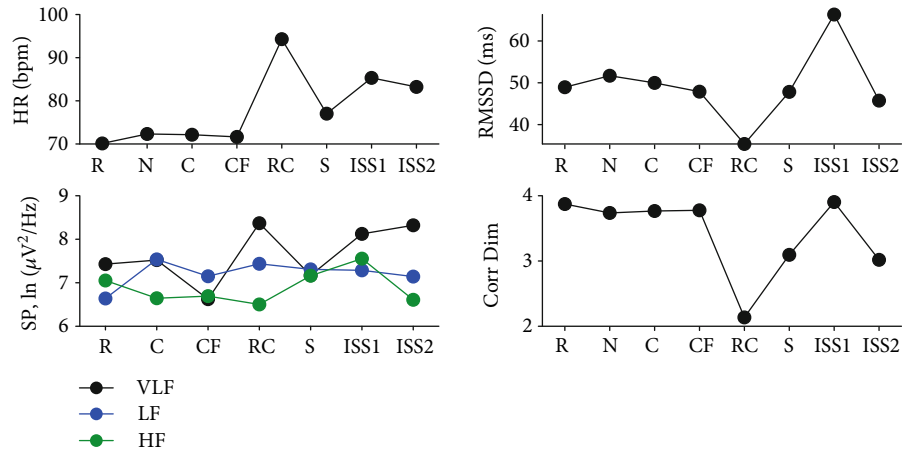 HR (bpm)
100
90
80
70
R N C CF RC S ISS1 ISS2
RMSSD (ms)
60
50
40
R N C CF RC S ISS1 ISS2
SP, ln (μV²/Hz)
9
8
7
6
R C CF RC S ISS1 ISS2
Corr Dim
4
3
2
R N C CF RC S ISS1 ISS2
VLF
LF
HF